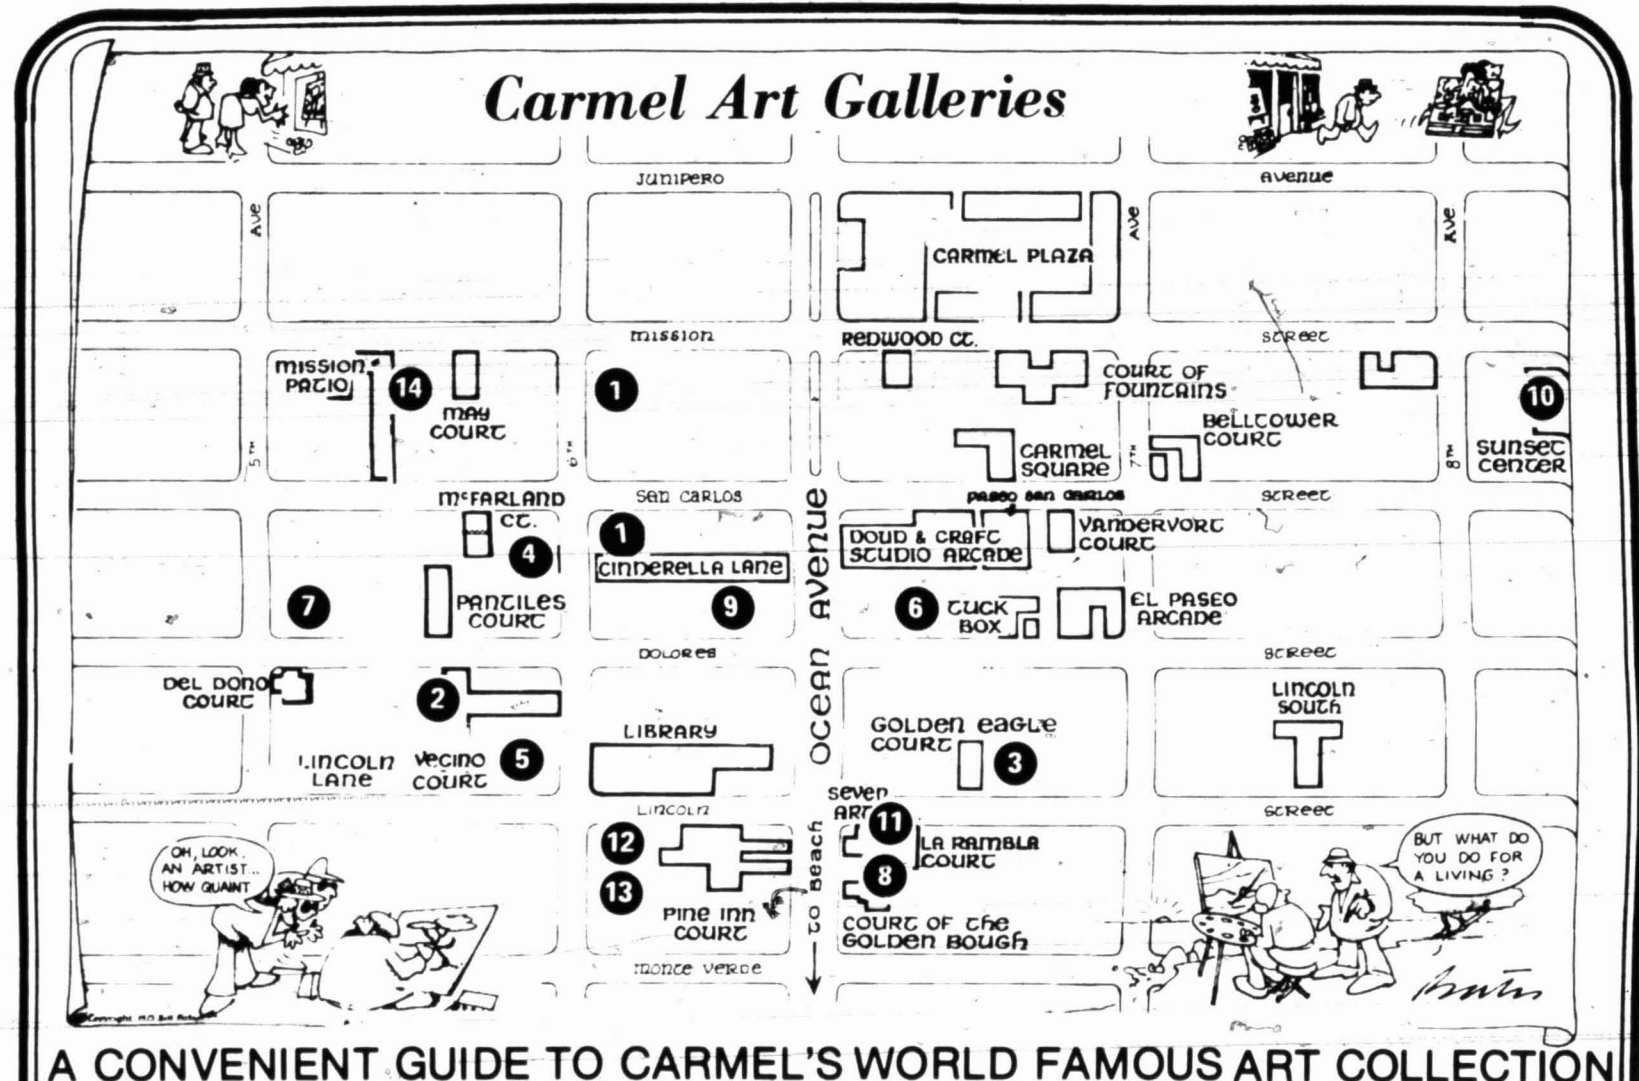 Carmel Art Galleries
JUNIPERO
AVENUE
AVE
AVE
AVE
CARMEL PLAZA
MISSION
STREET
REDWOOD CT.
MISSION
PATIO
14
MAY
COURT
1
COURT OF
FOUNTAINS
10
BELLTOWER
COURT
CARMEL
SQUARE
SUNSET
CENTER
5TH
6TH
7TH
8TH
McFARLAND
CT.
SAN CARLOS
PASEO SAN CARLOS
STREET
1
4
CINDERELLA LANE
DOUD & CRAFT
STUDIO ARCADE
VANDERVORT
COURT
7
PANTILES
COURT
9
6
TUCK
BOX
EL PASEO
ARCADE
OCEAN AVENUE
DOLORES
STREET
DEL DONO
COURT
2
LINCOLN
SOUTH
LIBRARY
GOLDEN EAGLE
COURT
3
LINCOLN
LANE
VECINO
COURT
5
LINCOLN
STREET
SEVEN
ART
11
12
LA RAMBLA
COURT
13
8
PINE INN
COURT
TO BEACH
COURT OF THE
GOLDEN BOUGH
MONTE VERDE
OH, LOOK,
AN ARTIST...
HOW QUAINT
BUT WHAT DO
YOU DO FOR
A LIVING?
Copyright
A CONVENIENT GUIDE TO CARMEL'S WORLD FAMOUS ART COLLECTION